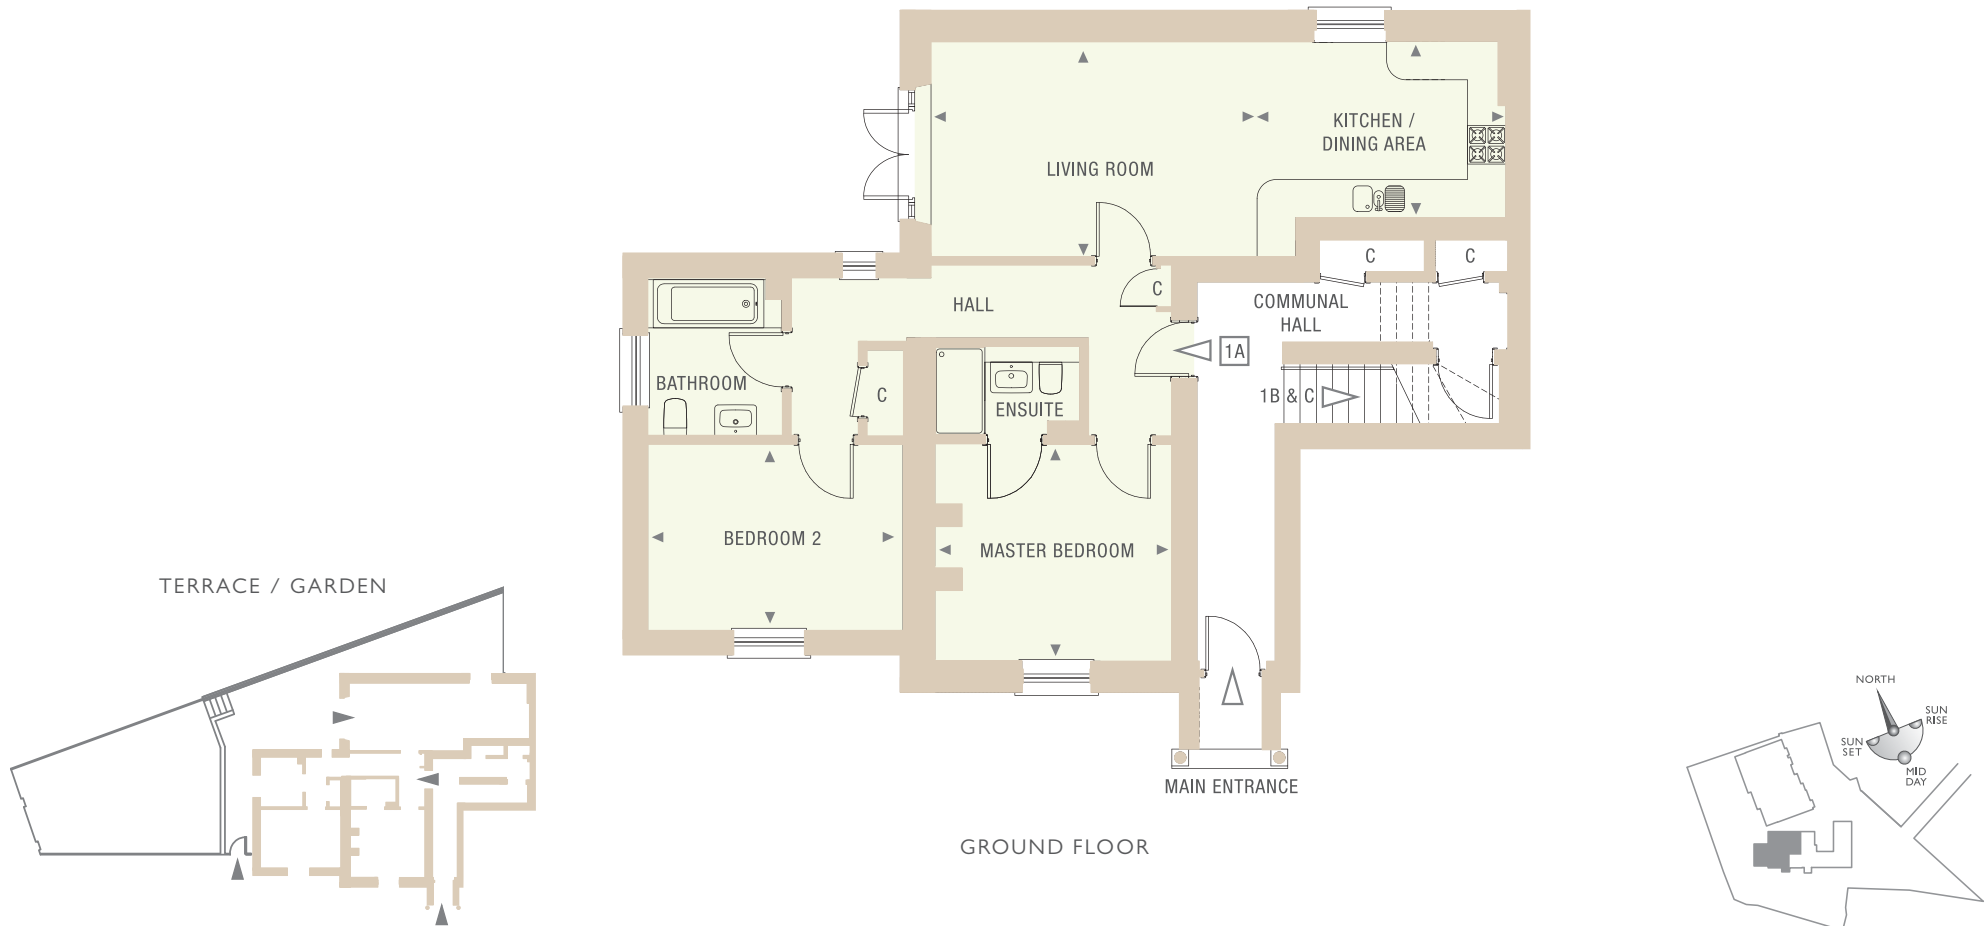 KITCHEN /
DINING AREA
LIVING ROOM
C
C
C
HALL
COMMUNAL
HALL
1A
BATHROOM
C
ENSUITE
1B & C
BEDROOM 2
MASTER BEDROOM
TERRACE / GARDEN
MAIN ENTRANCE
GROUND FLOOR
NORTH
SUN
RISE
SUN
SET
MID
DAY